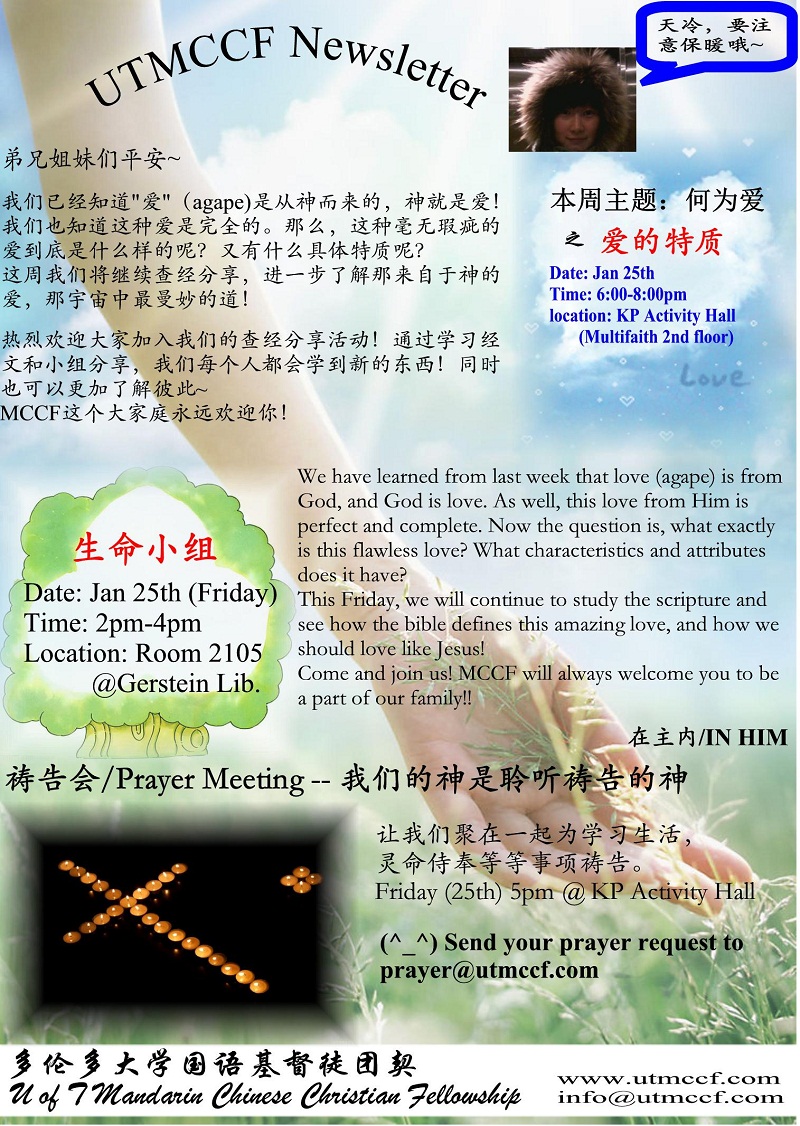 UTMCCF Newsletter
天冷，要注
意保暖哦~
弟兄姐妹们平安~
我们已经知道"爱"（agape)是从神而来的，神就是爱！
我们也知道这种爱是完全的。那么，这种毫无瑕疵的
爱到底是什么样的呢？又有什么具体特质呢？
这周我们将继续查经分享，进一步了解那来自于神的
爱，那宇宙中最曼妙的道！
热烈欢迎大家加入我们的查经分享活动！通过学习经
文和小组分享，我们每个人都会学到新的东西！同时
也可以更加了解彼此~
MCCF这个大家庭永远欢迎你！
本周主题：何为爱
之 爱的特质
Date: Jan 25th
Time: 6:00-8:00pm
location: KP Activity Hall
(Multifaith 2nd floor)
Love
生命小组
Date: Jan 25th (Friday)
Time: 2pm-4pm
Location: Room 2105
@Gerstein Lib.
We have learned from last week that love (agape) is from
God, and God is love. As well, this love from Him is
perfect and complete. Now the question is, what exactly
is this flawless love? What characteristics and attributes
does it have?
This Friday, we will continue to study the scripture and
see how the bible defines this amazing love, and how we
should love like Jesus!
Come and join us! MCCF will always welcome you to be
a part of our family!!
在主内/IN HIM
祷告会/Prayer Meeting -- 我们的神是聆听祷告的神
让我们聚在一起为学习生活，
灵命侍奉等等事项祷告。
Friday (25th) 5pm @ KP Activity Hall
(^_^) Send your prayer request to
prayer@utmccf.com
多伦多大学国语基督徒团契
U of T Mandarin Chinese Christian Fellowship
www.utmccf.com
info@utmccf.com